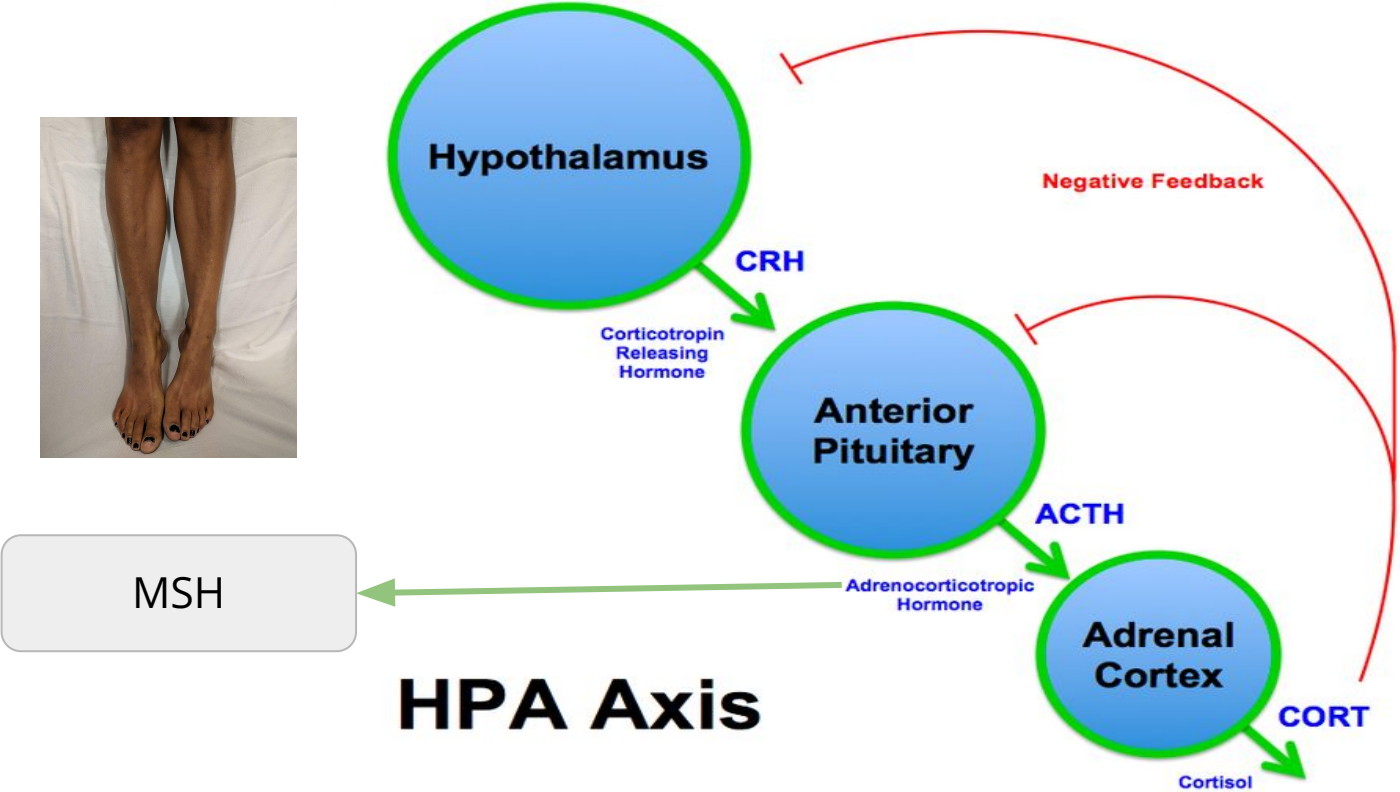 Hypothalamus
Negative Feedback
CRH
Corticotropin
Releasing
Hormone
Anterior
Pituitary
ACTH
Adrenocorticotropic
Hormone
MSH
Adrenal
Cortex
HPA Axis
CORT
Cortisol